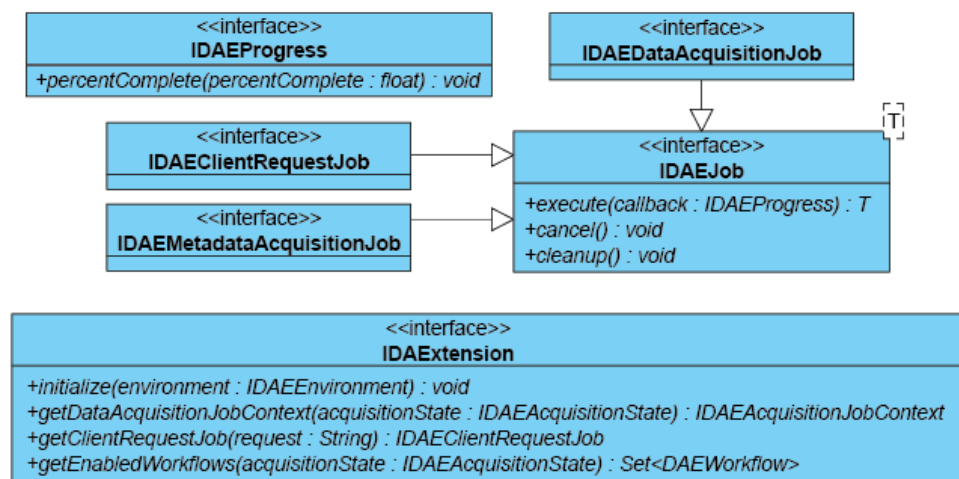 <<interface>>
IDAEProgress
+percentComplete(percentComplete : float) : void
<<interface>>
IDAEDataAcquisitionJob
<<interface>>
IDAEClientRequestJob
<<interface>>
IDAEMetadataAcquisitionJob
T
<<interface>>
IDAEJob
+execute(callback : IDAEProgress) : T
+cancel() : void
+cleanup() : void
<<interface>>
IDAExtension
+initialize(environment : IDAEEnvironment) : void
+getDataAcquisitionJobContext(acquisitionState : IDAEAcquisitionState) : IDAEAcquisitionJobContext
+getClientRequestJob(request : String) : IDAEClientRequestJob
+getEnabledWorkflows(acquisitionState : IDAEAcquisitionState) : Set<DAEWorkflow>